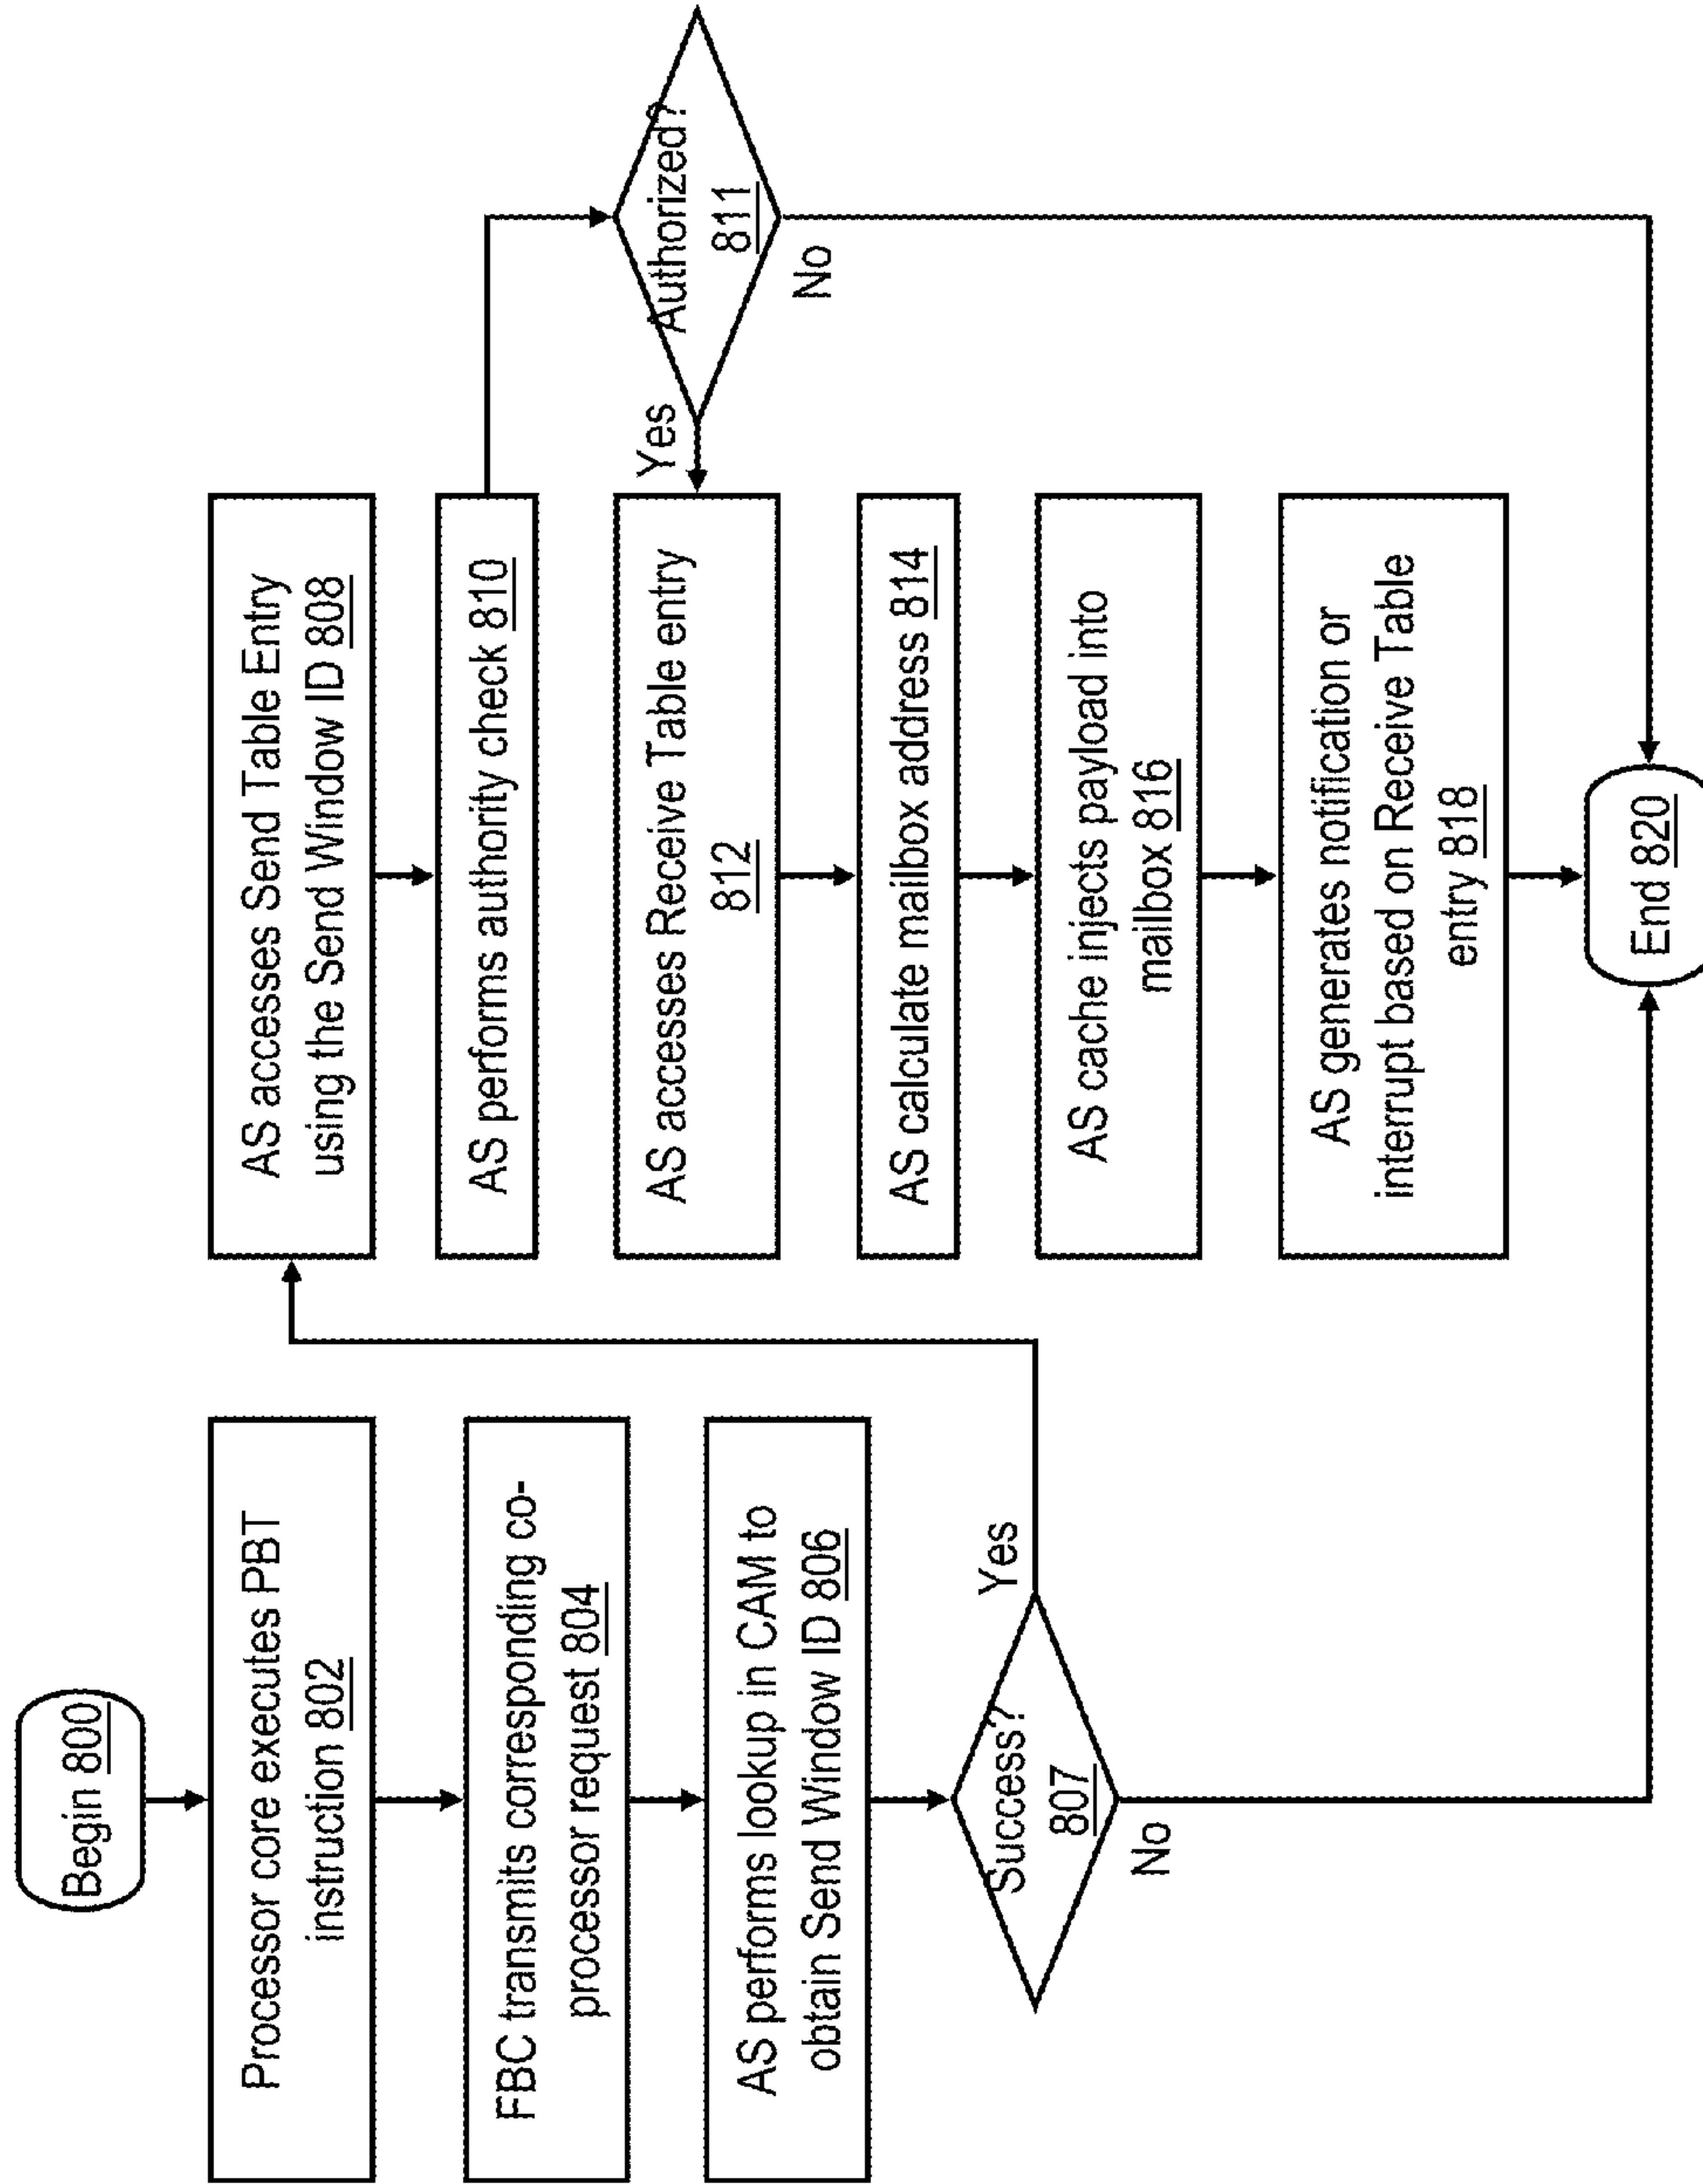 Begin 800
Processor core executes PBT
instruction 802
FBC transmits corresponding co-
processor request 804
AS performs lookup in CAM to
obtain Send Window ID 806
Success?
807
Yes
No
AS accesses Send Table Entry
using the Send Window ID 808
AS performs authority check 810
Authorized?
811
Yes
No
AS accesses Receive Table entry
812
AS calculate mailbox address 814
AS cache injects payload into
mailbox 816
AS generates notification or
interrupt based on Receive Table
entry 818
End 820